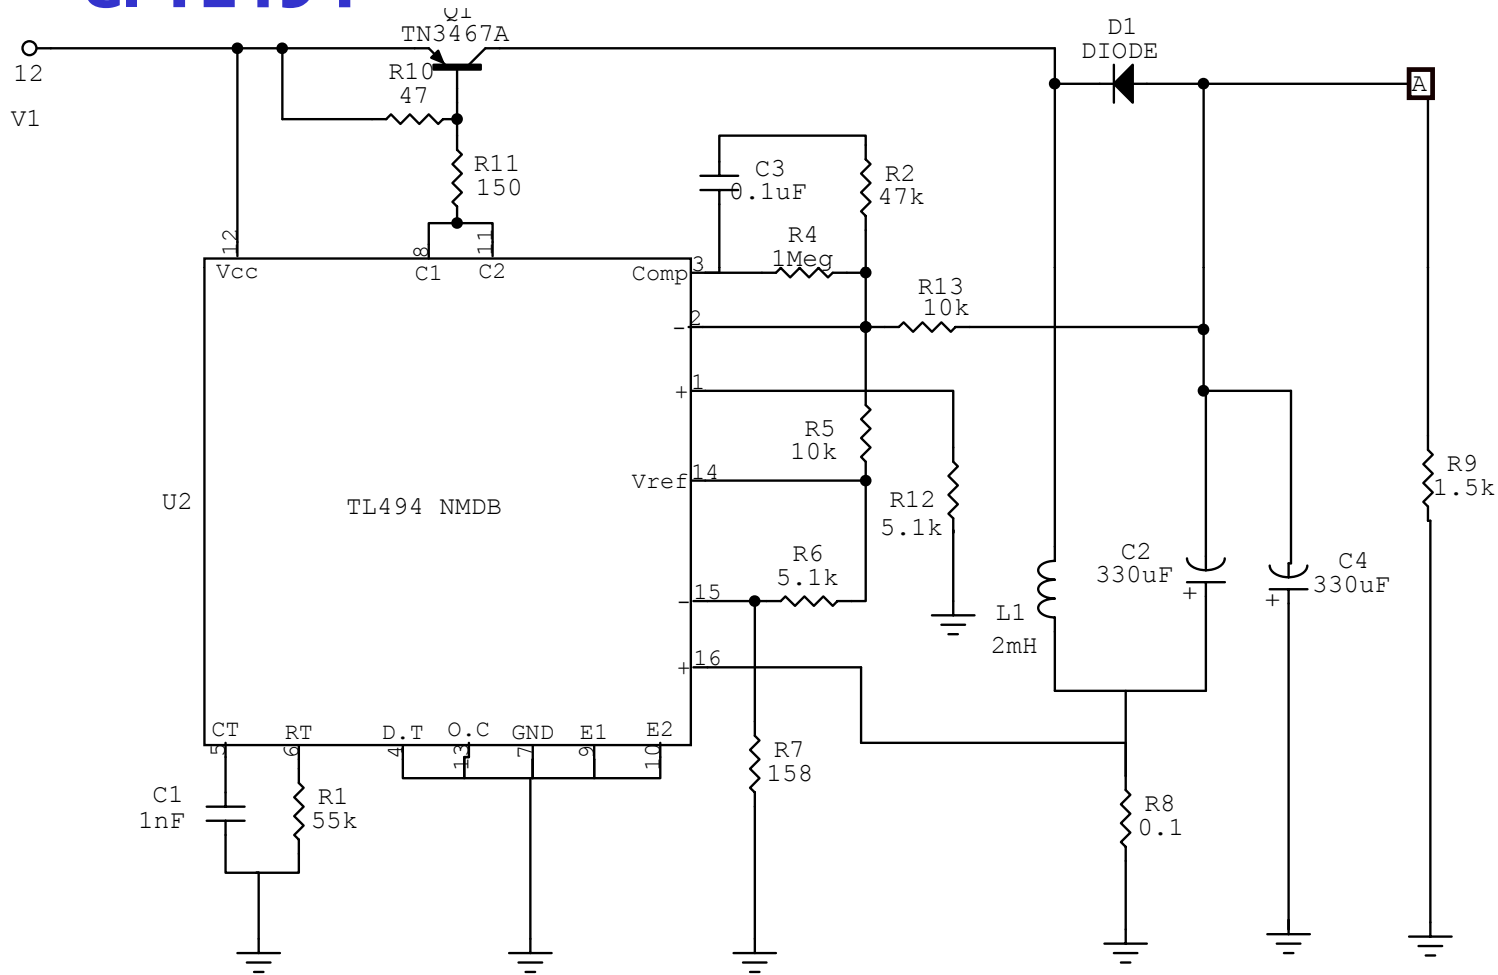 Q1
TN3467A
D1
DIODE
12
V1
R10
47
A
R11
150
C3
0.1uF
R2
47k
R4
1Meg
12
8
11
3
Vcc
C1
C2
Comp
R13
10k
2
-
1
+
R5
10k
14
Vref
U2
TL494 NMDB
R12
5.1k
R9
1.5k
R6
5.1k
15
-
C2
330uF
+
C4
330uF
+
L1
2mH
16
+
CT
RT
D.T
O.C
GND
E1
E2
5
6
4
13
7
9
10
R7
158
C1
1nF
R1
55k
R8
0.1